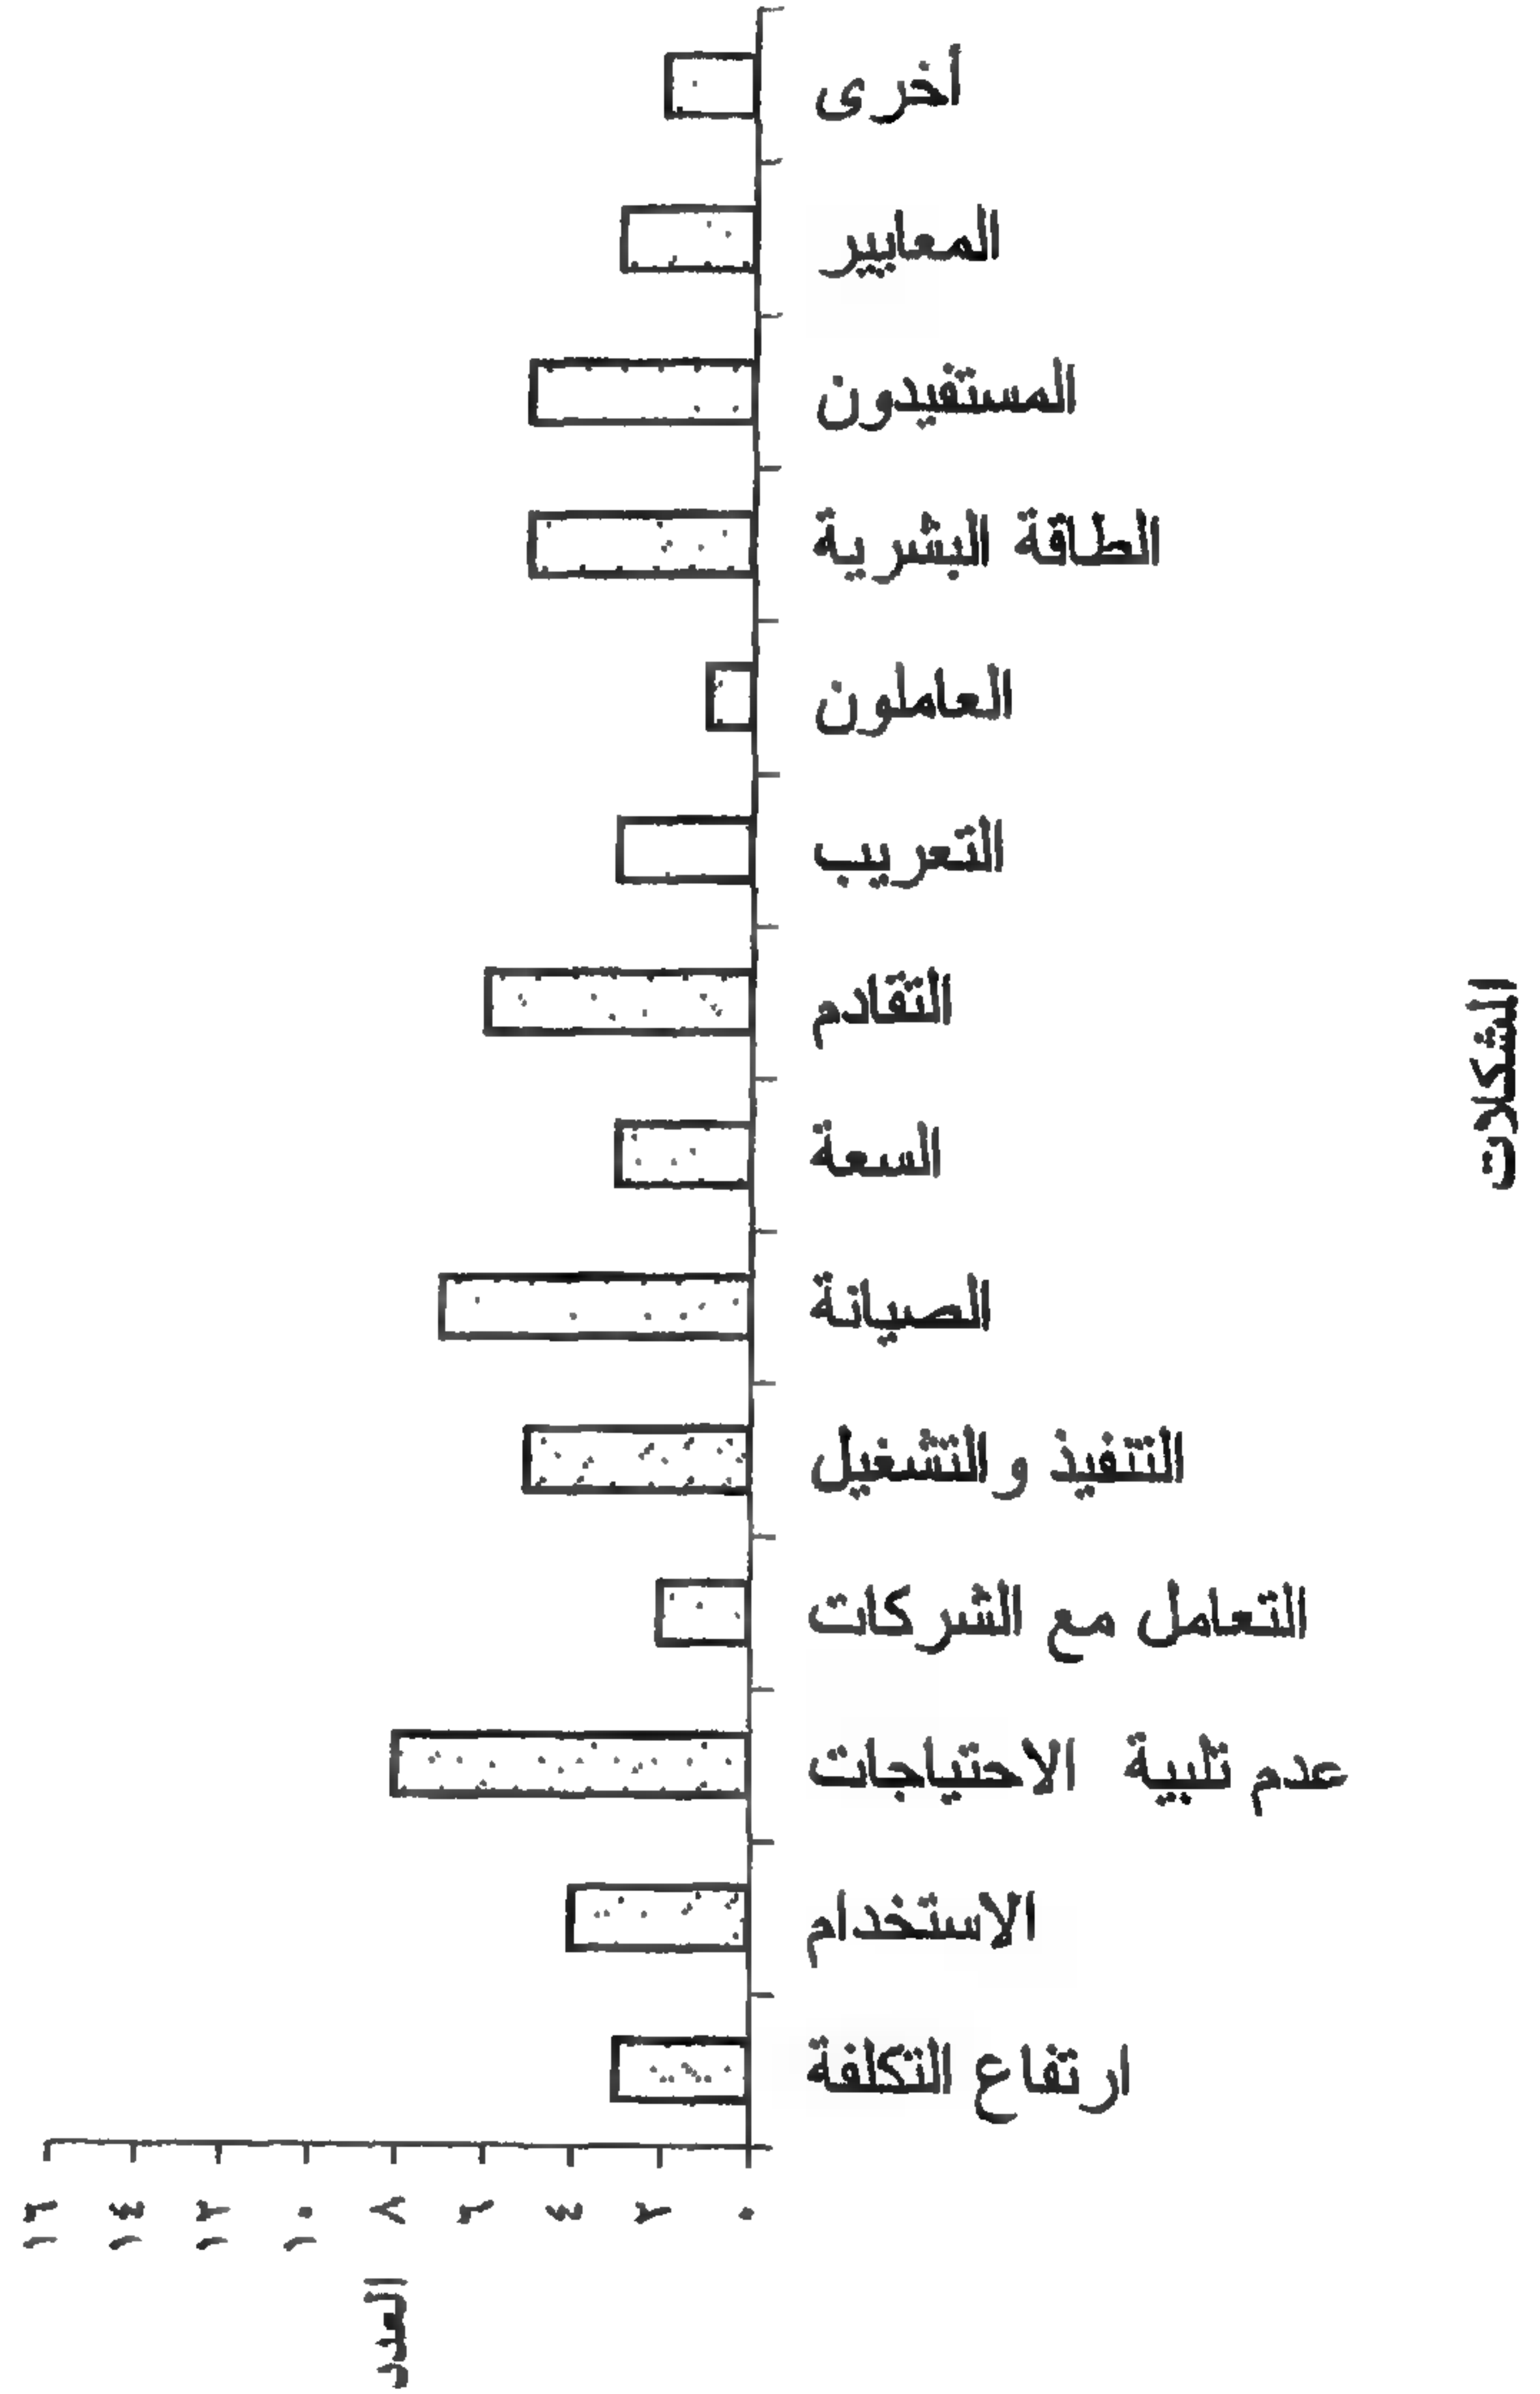 أخرى
المعايير
المستفيدون
الطاقة البشرية
العاملون
التعريب
التقادم
السعة
الصيانة
التنفيذ والتشغيل
التعامل مع الشركات
عدم تلبية الاحتياجات
الاستخدام
ارتفاع التكلفة
المشكلات
٠
٢
٤
٦
٨
١٠
١٢
١٤
١٦
العدد